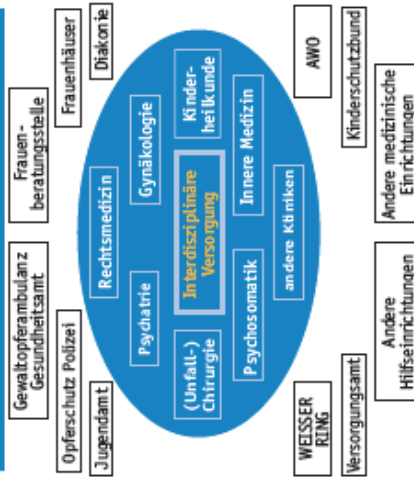 Gewaltopferambulanz
Gesundheitsamt
Frauen-
beratungsstelle
Opferschutz Polizei
Frauenhäuser
Jugendamt
Diakonie
Rechtsmedizin
Psychatrie
Gynäkologie
(Unfall-)
Chirurgie
Interdisziplinäre
Versorgung
Kinder-
heilkunde
Psychosomatik
Innere Medizin
andere Kliniken
WEISSER
RING
AWO
Versorgungsamt
Kinderschutzbund
Andere
Hilfseinrichtungen
Andere medizinische
Einrichtungen